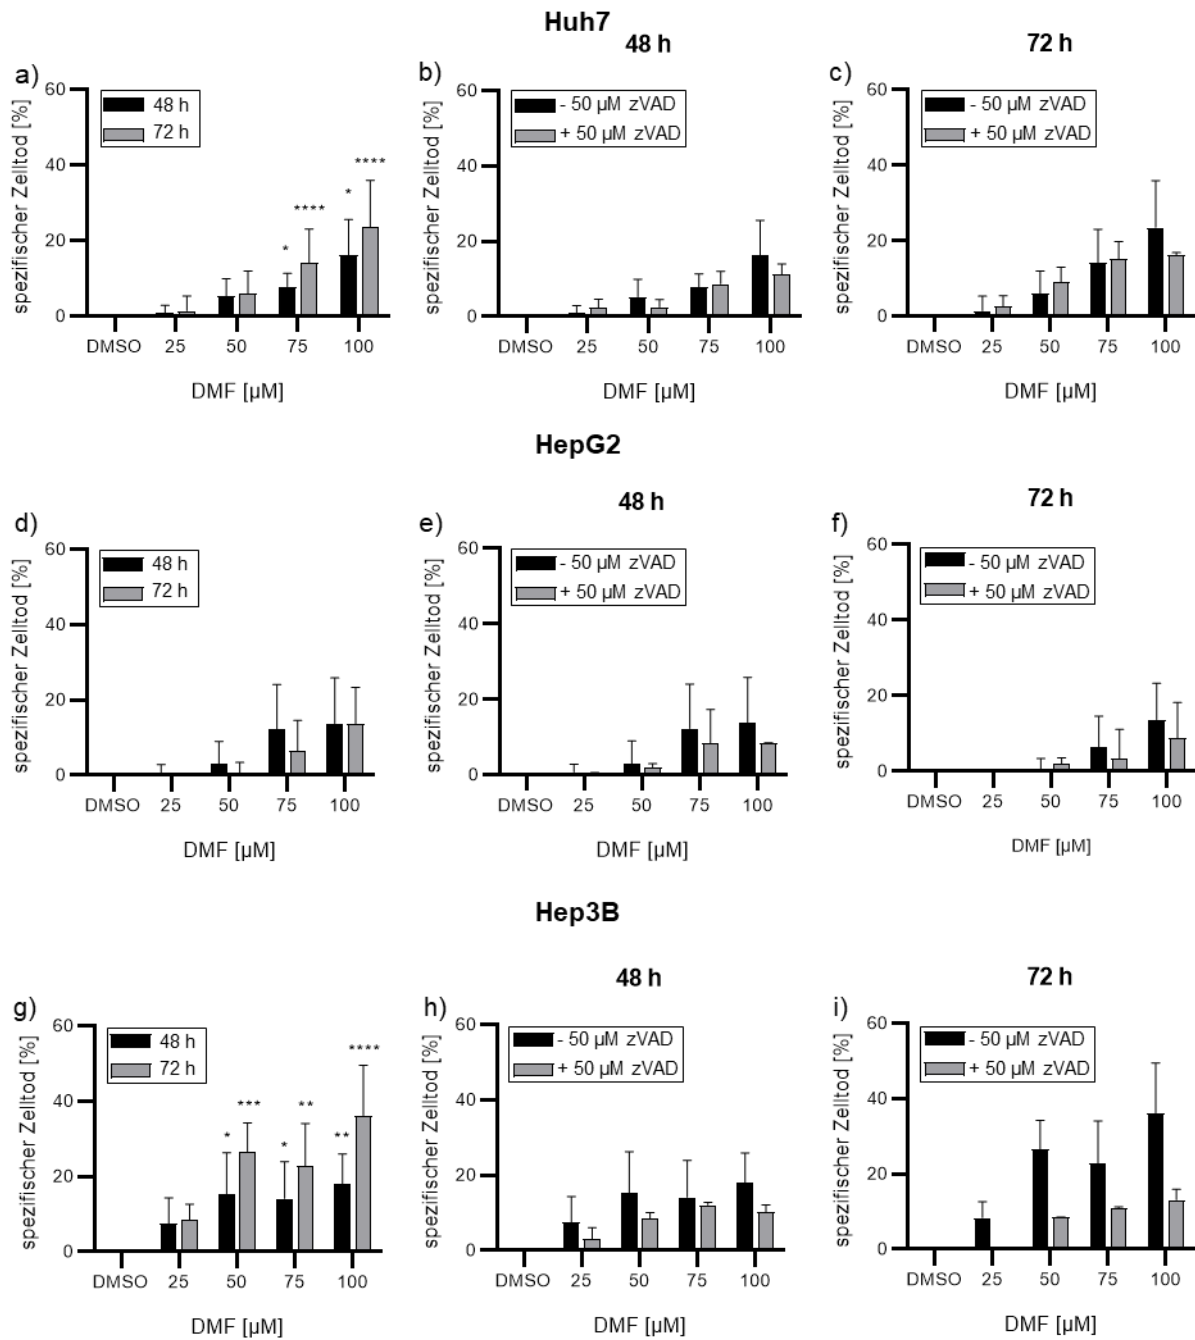 Huh7
48 h
72 h
a)
spezifischer Zelltod [%]
60
40
20
0
48 h
72 h
*
****
*
****
DMSO 25 50 75 100
DMF [µM]
b)
spezifischer Zelltod [%]
60
40
20
0
- 50 µM zVAD
+ 50 µM zVAD
DMSO 25 50 75 100
DMF [µM]
c)
spezifischer Zelltod [%]
60
40
20
0
- 50 µM zVAD
+ 50 µM zVAD
DMSO 25 50 75 100
DMF [µM]
HepG2
48 h
72 h
d)
spezifischer Zelltod [%]
60
40
20
0
48 h
72 h
DMSO 25 50 75 100
DMF [µM]
e)
spezifischer Zelltod [%]
60
40
20
0
- 50 µM zVAD
+ 50 µM zVAD
DMSO 25 50 75 100
DMF [µM]
f)
spezifischer Zelltod [%]
60
40
20
0
- 50 µM zVAD
+ 50 µM zVAD
DMSO 25 50 75 100
DMF [µM]
Hep3B
48 h
72 h
g)
spezifischer Zelltod [%]
60
40
20
0
48 h
72 h
*
***
*
**
**
****
DMSO 25 50 75 100
DMF [µM]
h)
spezifischer Zelltod [%]
60
40
20
0
- 50 µM zVAD
+ 50 µM zVAD
DMSO 25 50 75 100
DMF [µM]
i)
spezifischer Zelltod [%]
60
40
20
0
- 50 µM zVAD
+ 50 µM zVAD
DMSO 25 50 75 100
DMF [µM]